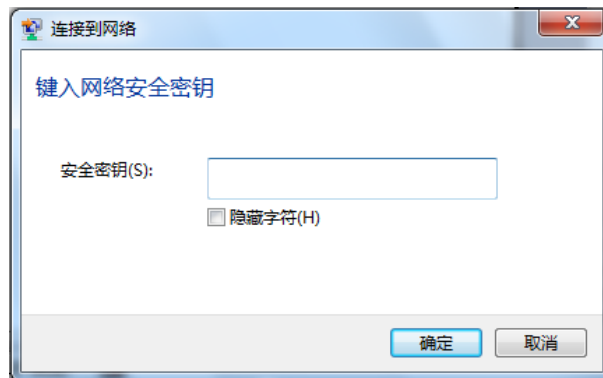 连接到网络
键入网络安全密钥
安全密钥(S):
隐藏字符(H)
确定
取消